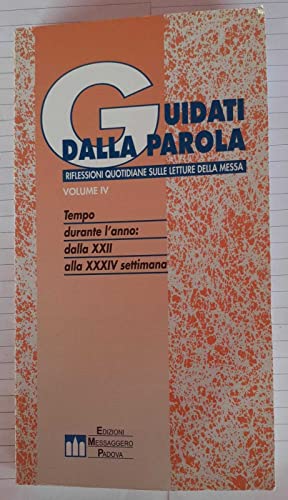 GUIDATI
DALLA PAROLA
RIFLESSIONI QUOTIDIANE SULLE LETTURE DELLA MESSA
VOLUME IV
Tempo
durante l'anno:
dalla XXII
alla XXXIV settimana
EDIZIONI
MESSAGGERO
PADOVA